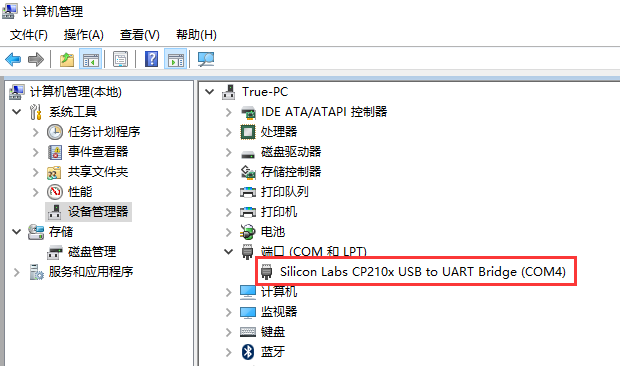 计算机管理
文件(F) 操作(A) 查看(V) 帮助(H)
计算机管理(本地)
系统工具
任务计划程序
事件查看器
共享文件夹
性能
设备管理器
存储
磁盘管理
服务和应用程序
True-PC
IDE ATA/ATAPI 控制器
处理器
磁盘驱动器
存储控制器
打印队列
打印机
电池
端口 (COM 和 LPT)
Silicon Labs CP210x USB to UART Bridge (COM4)
计算机
监视器
键盘
蓝牙